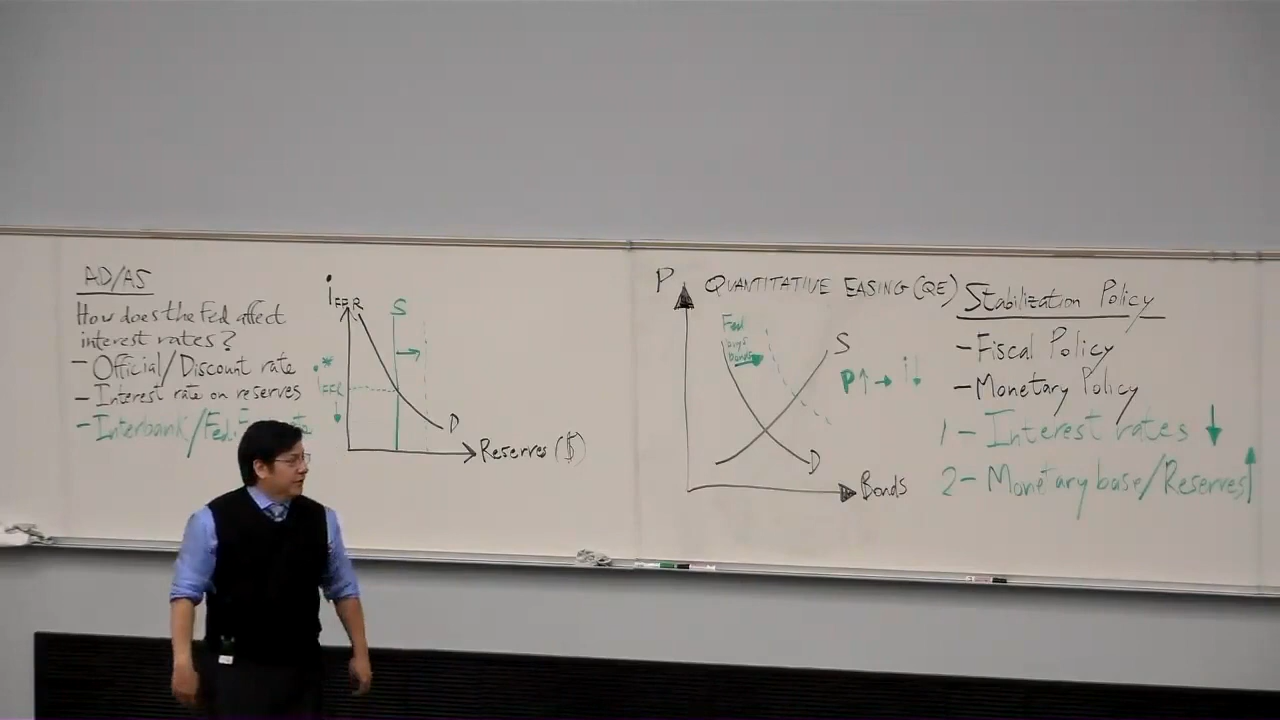 AD/AS
How does the Fed affect
interest rates?
- Official/Discount rate
- Interest rate on reserves
- Interbank/Fed.
i FFR
S
i* FFR
D
Reserves ($)
P
QUANTITATIVE EASING (QE)
Fed
buys
bonds
S
P↑ → i↓
D
Bonds
Stabilization Policy
- Fiscal Policy
- Monetary Policy
1 - Interest rates ↓
2 - Monetary base/Reserves ↑